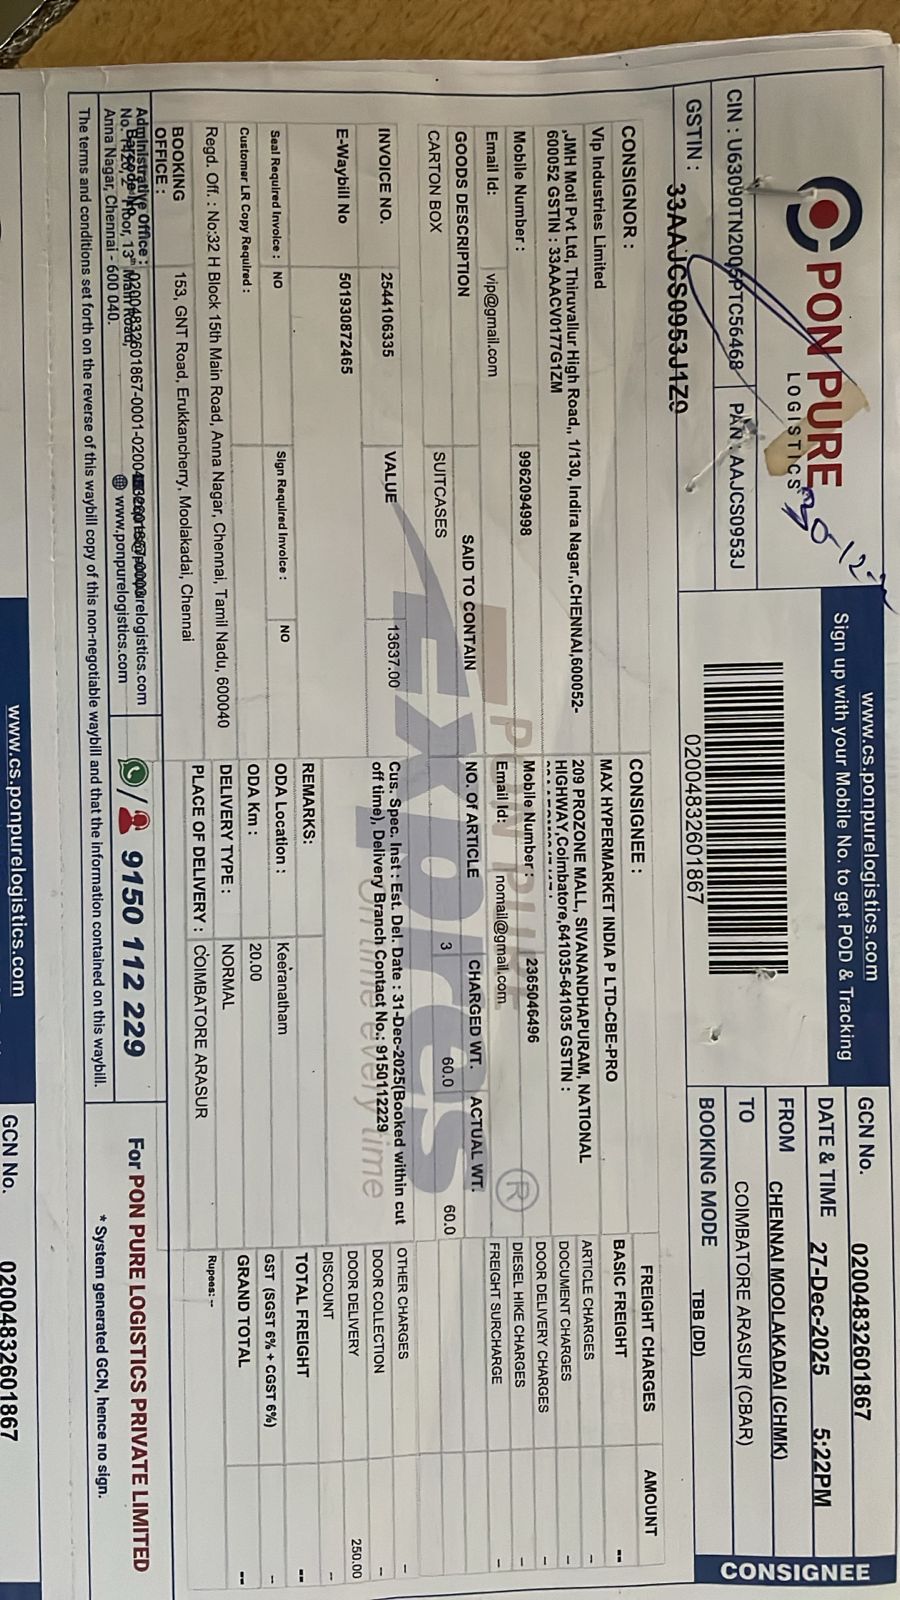 PON PURE
LOGISTICS
CIN : U63090TN2005PTC56468 PAN : AAJCS0953J
GSTIN : 33AAJCS0953J1Z9
www.cs.ponpurelogistics.com
Sign up with your Mobile No. to get POD & Tracking
02004832601867
GCN No. 02004832601867
DATE & TIME 27-Dec-2025 5:22PM
FROM CHENNAI MOOLAKADAI (CHMK)
TO COIMBATORE ARASUR (CBAR)
BOOKING MODE TBB (DD)
CONSIGNEE
CONSIGNOR :
Vip Industries Limited
,JMH Moti Pvt Ltd, Thiruvallur High Road,, 1/130, Indira Nagar,,CHENNAI,600052-
600052 GSTIN : 33AAACV0177G1ZM
Mobile Number : 9962094998
Email Id: vip@gmail.com
CONSIGNEE :
MAX HYPERMARKET INDIA P LTD-CBE-PRO
209 PROZONE MALL, SIVANANDHAPURAM, NATIONAL
HIGHWAY,Coimbatore,641035-641035 GSTIN :
Mobile Number : 2365046496
Email Id: nomail@gmail.com
GOODS DESCRIPTION SAID TO CONTAIN NO. Of ARTICLE CHARGED WT. ACTUAL WT.
CARTON BOX SUITCASES 3 60.0 60.0
INVOICE NO. 2544106335 VALUE 13637.00
E-Waybill No 501930872465
Cus. Spec. Inst : Est. Del. Date : 31-Dec-2025(Booked within cut
off time), Delivery Branch Contact No.: 9150112229
Seal Required Invoice : NO Sign Required Invoice : NO
Customer LR Copy Required :
REMARKS:
ODA Location : Keeranatham
ODA Km : 20.00
DELIVERY TYPE : NORMAL
PLACE OF DELIVERY : COIMBATORE ARASUR
Regd. Off. : No:32 H Block 15th Main Road, Anna Nagar, Chennai, Tamil Nadu, 600040
BOOKING OFFICE : 153, GNT Road, Erukkancherry, Moolakadai, Chennai
FREIGHT CHARGES AMOUNT
BASIC FREIGHT --
ARTICLE CHARGES --
DOCUMENT CHARGES --
DOOR DELIVERY CHARGES --
DIESEL HIKE CHARGES --
FREIGHT SURCHARGE --
OTHER CHARGES --
DOOR COLLECTION --
DOOR DELIVERY 250.00
DISCOUNT --
TOTAL FREIGHT --
GST (SGST 6% + CGST 6%) --
GRAND TOTAL --
Rupees: --
PON PURE
Express
On time every time
®
Administrative Office :
Anna Nagar, Chennai - 600 040.
www.ponpurelogistics.com
9150 112 229
For PON PURE LOGISTICS PRIVATE LIMITED
* System generated GCN, hence no sign.
The terms and conditions set forth on the reverse of this waybill copy of this non-negotiable waybill and that the information contained on this waybill.
www.cs.ponpurelogistics.com
GCN No. 02004832601867